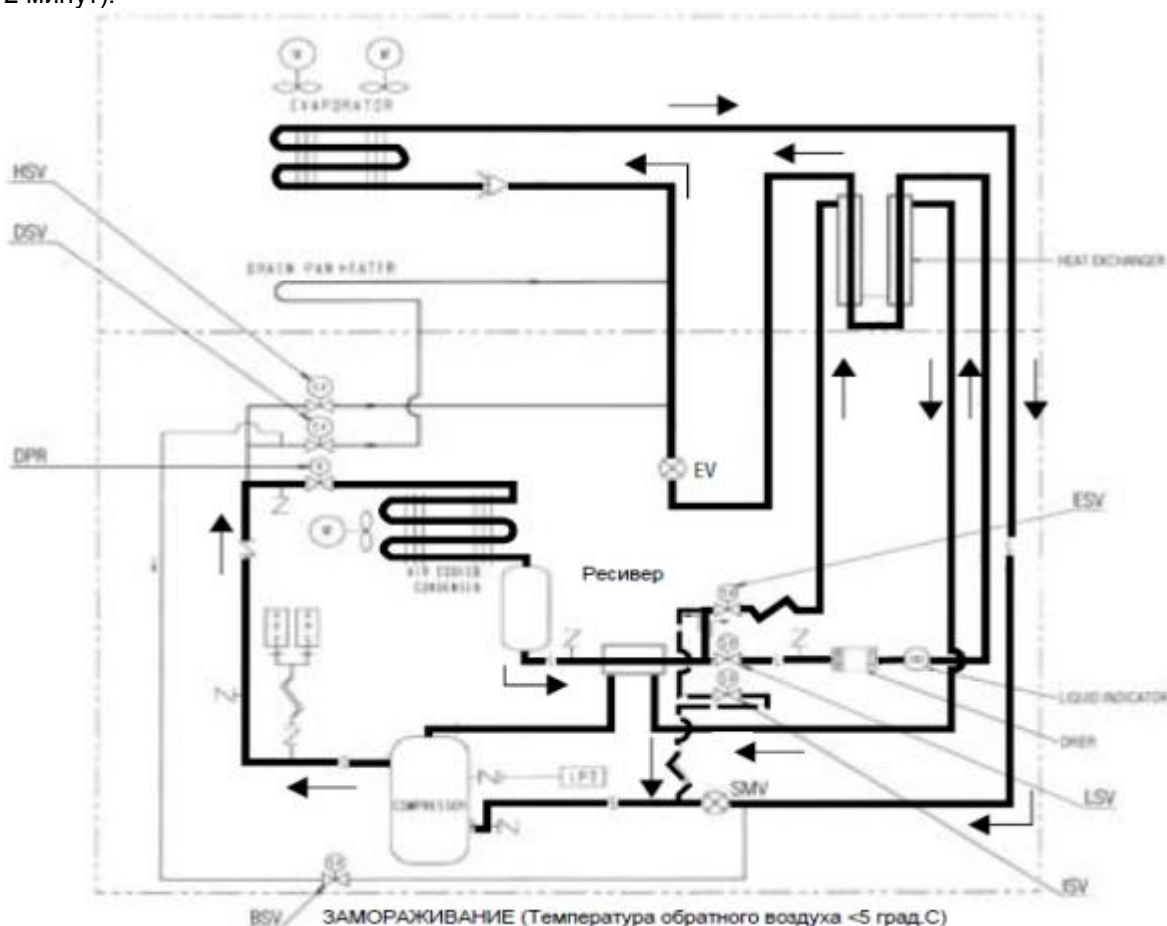 2 минут).
EVAPORATOR
HSV
DSV
DRAIN PAN HEATER
HEAT EXCHANGER
DPR
EV
ESV
AIR COOLED
CONDENSER
Ресивер
LIQUID INDICATOR
DRIER
SMV
LSV
COMPRESSOR
LPT
ISV
BSV
ЗАМОРАЖИВАНИЕ (Температура обратного воздуха <5 град.С)